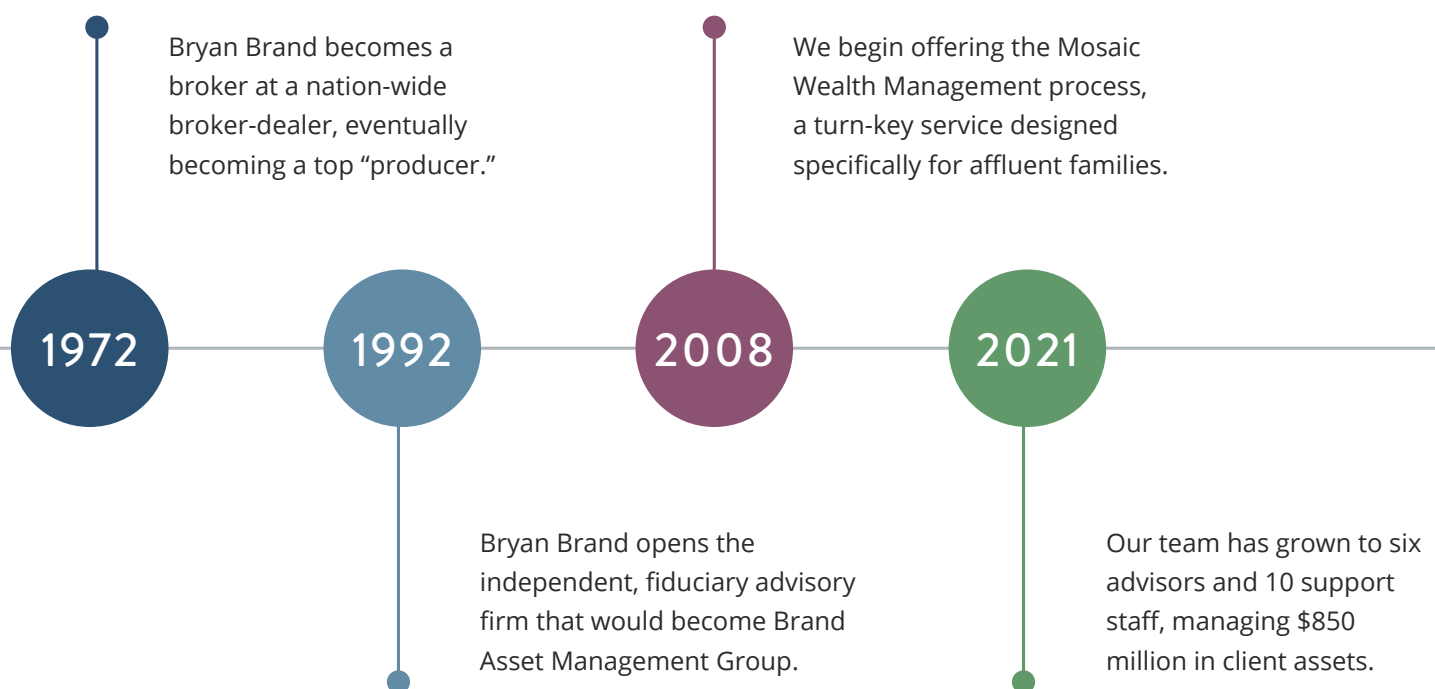 Bryan Brand becomes a
broker at a nation-wide
broker-dealer, eventually
becoming a top “producer.”
We begin offering the Mosaic
Wealth Management process,
a turn-key service designed
specifically for affluent families.
1972
1992
2008
2021
Bryan Brand opens the
independent, fiduciary advisory
firm that would become Brand
Asset Management Group.
Our team has grown to six
advisors and 10 support
staff, managing $850
million in client assets.